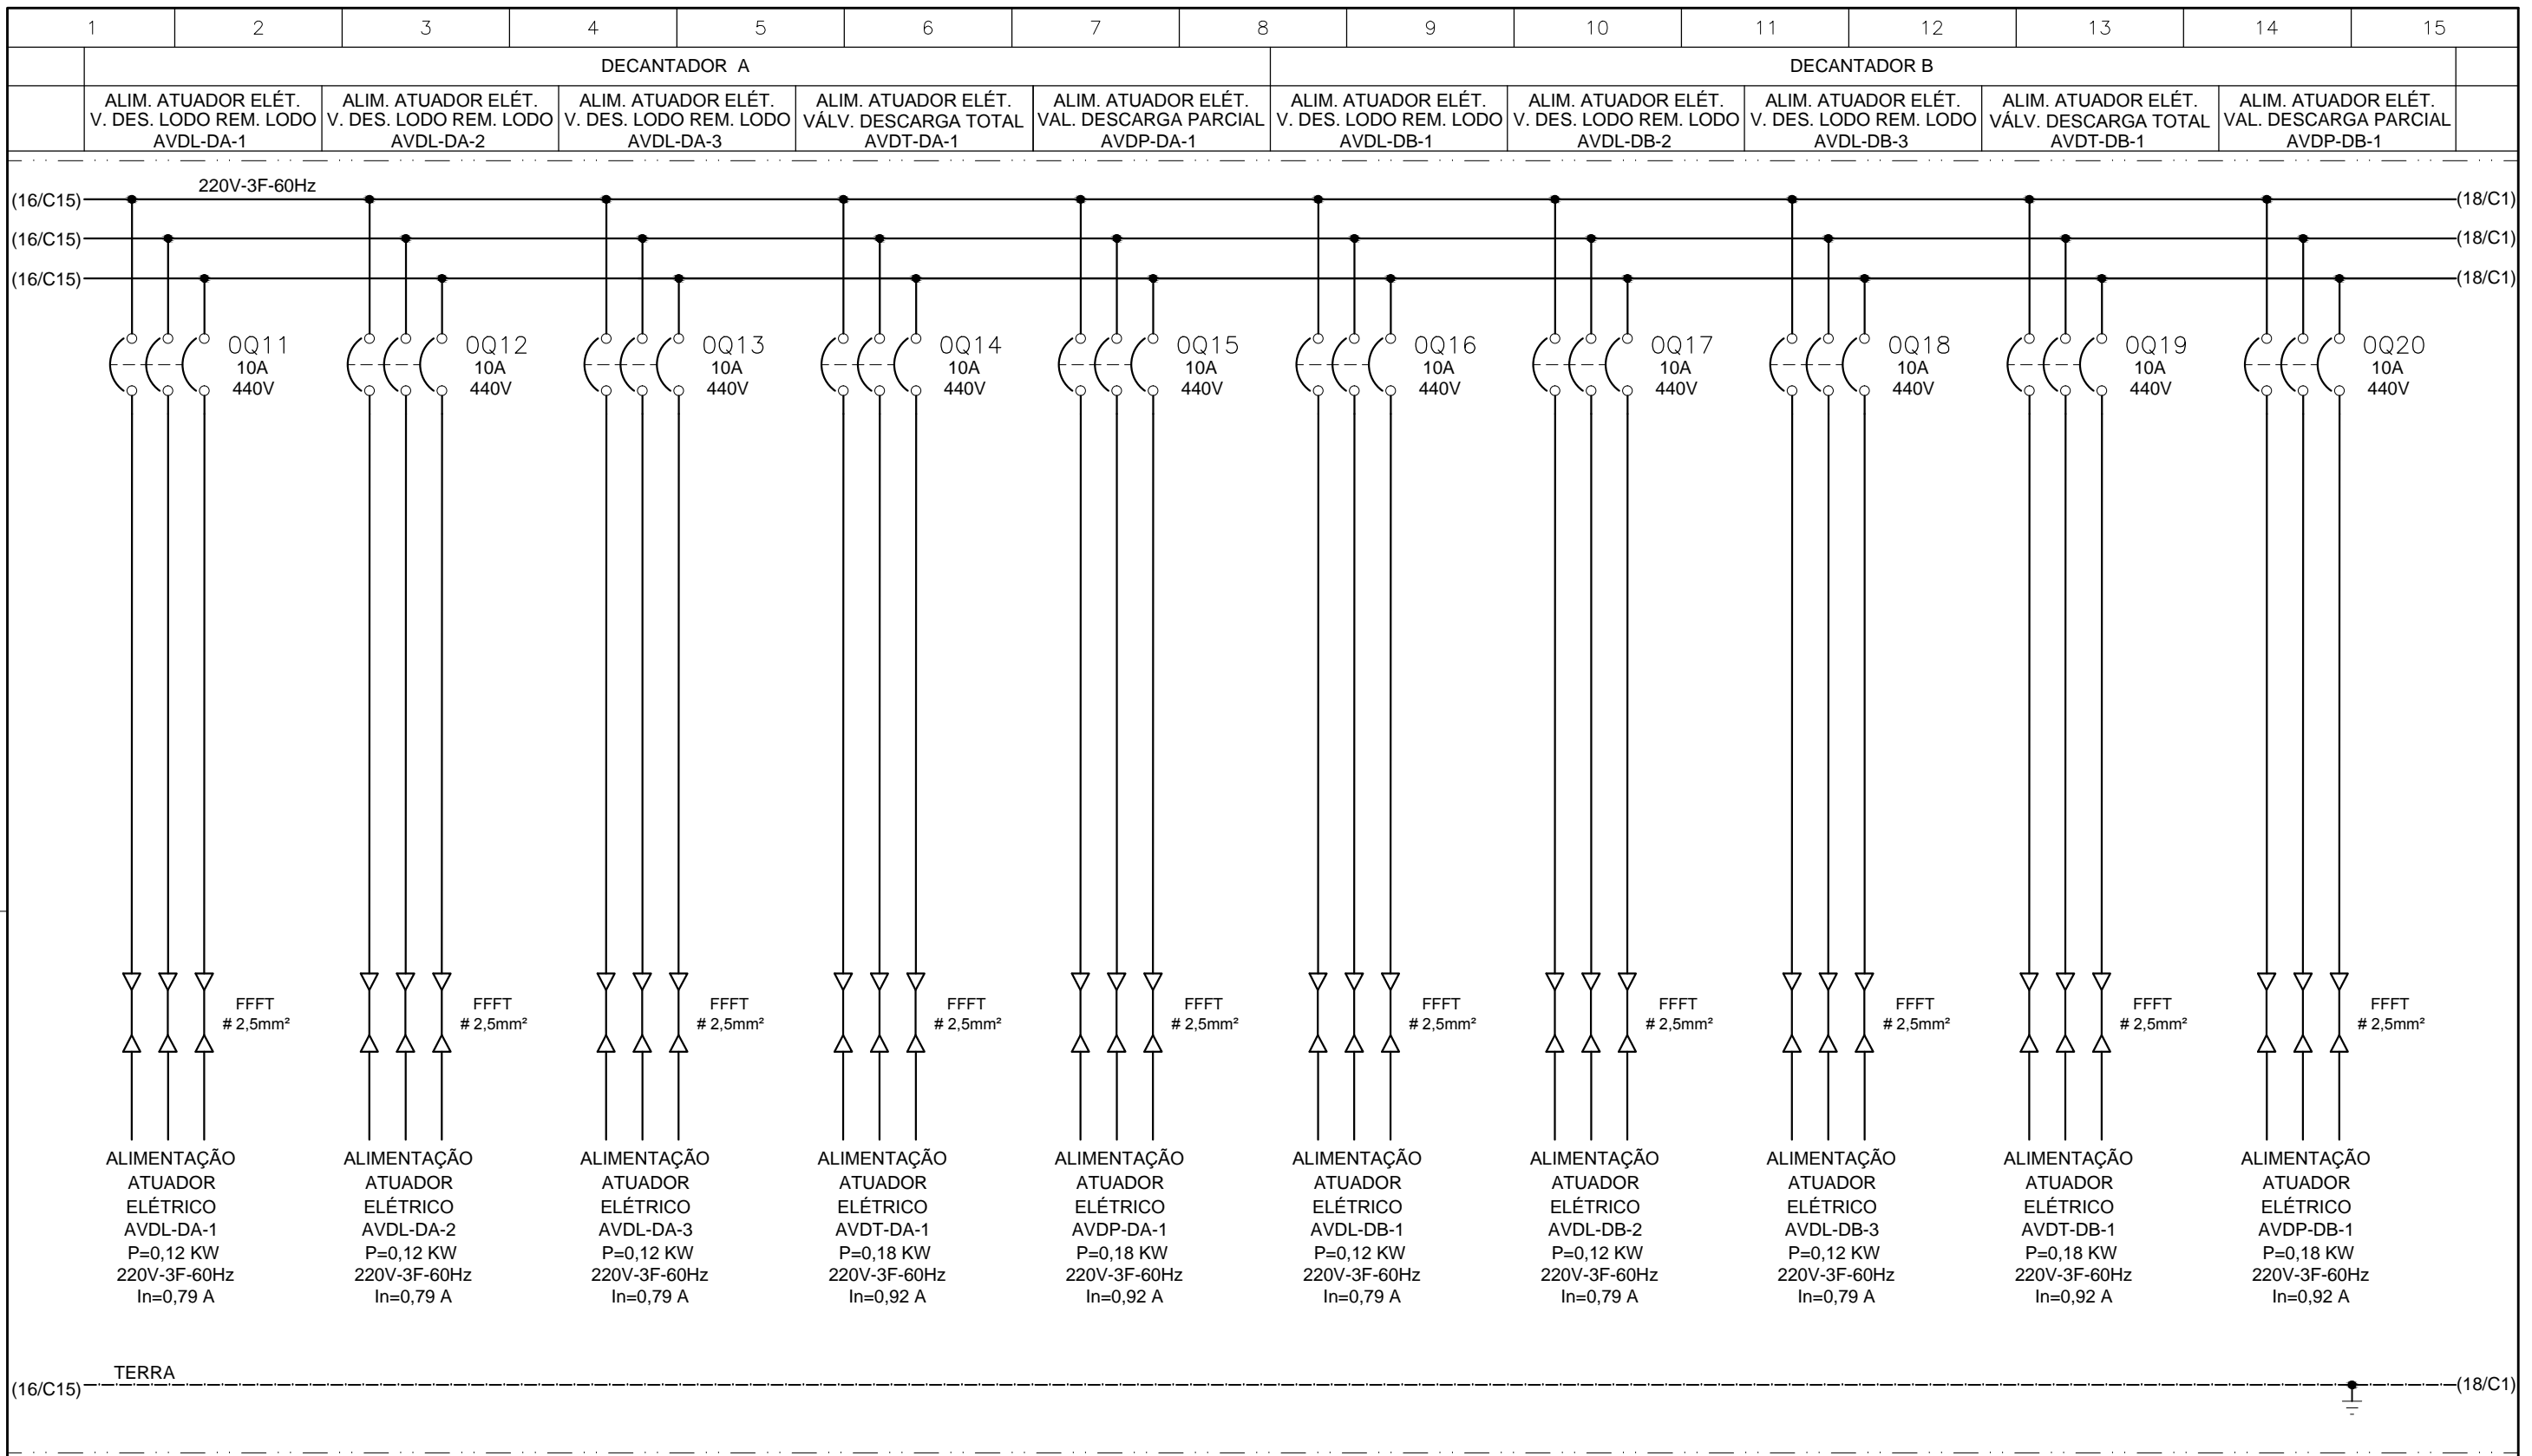 1 2 3 4 5 6 7 8 9 10 11 12 13 14 15
DECANTADOR A DECANTADOR B
ALIM. ATUADOR ELÉT.
V. DES. LODO REM. LODO
AVDL-DA-1
ALIM. ATUADOR ELÉT.
V. DES. LODO REM. LODO
AVDL-DA-2
ALIM. ATUADOR ELÉT.
V. DES. LODO REM. LODO
AVDL-DA-3
ALIM. ATUADOR ELÉT.
VÁLV. DESCARGA TOTAL
AVDT-DA-1
ALIM. ATUADOR ELÉT.
VAL. DESCARGA PARCIAL
AVDP-DA-1
ALIM. ATUADOR ELÉT.
V. DES. LODO REM. LODO
AVDL-DB-1
ALIM. ATUADOR ELÉT.
V. DES. LODO REM. LODO
AVDL-DB-2
ALIM. ATUADOR ELÉT.
V. DES. LODO REM. LODO
AVDL-DB-3
ALIM. ATUADOR ELÉT.
VÁLV. DESCARGA TOTAL
AVDT-DB-1
ALIM. ATUADOR ELÉT.
VAL. DESCARGA PARCIAL
AVDP-DB-1
220V-3F-60Hz
(16/C15) (18/C1)
(16/C15) (18/C1)
(16/C15) (18/C1)
0Q11
10A
440V
0Q12
10A
440V
0Q13
10A
440V
0Q14
10A
440V
0Q15
10A
440V
0Q16
10A
440V
0Q17
10A
440V
0Q18
10A
440V
0Q19
10A
440V
0Q20
10A
440V
FFFT
# 2,5mm²
FFFT
# 2,5mm²
FFFT
# 2,5mm²
FFFT
# 2,5mm²
FFFT
# 2,5mm²
FFFT
# 2,5mm²
FFFT
# 2,5mm²
FFFT
# 2,5mm²
FFFT
# 2,5mm²
FFFT
# 2,5mm²
ALIMENTAÇÃO
ATUADOR
ELÉTRICO
AVDL-DA-1
P=0,12 KW
220V-3F-60Hz
In=0,79 A
ALIMENTAÇÃO
ATUADOR
ELÉTRICO
AVDL-DA-2
P=0,12 KW
220V-3F-60Hz
In=0,79 A
ALIMENTAÇÃO
ATUADOR
ELÉTRICO
AVDL-DA-3
P=0,12 KW
220V-3F-60Hz
In=0,79 A
ALIMENTAÇÃO
ATUADOR
ELÉTRICO
AVDT-DA-1
P=0,18 KW
220V-3F-60Hz
In=0,92 A
ALIMENTAÇÃO
ATUADOR
ELÉTRICO
AVDP-DA-1
P=0,18 KW
220V-3F-60Hz
In=0,92 A
ALIMENTAÇÃO
ATUADOR
ELÉTRICO
AVDL-DB-1
P=0,12 KW
220V-3F-60Hz
In=0,79 A
ALIMENTAÇÃO
ATUADOR
ELÉTRICO
AVDL-DB-2
P=0,12 KW
220V-3F-60Hz
In=0,79 A
ALIMENTAÇÃO
ATUADOR
ELÉTRICO
AVDL-DB-3
P=0,12 KW
220V-3F-60Hz
In=0,79 A
ALIMENTAÇÃO
ATUADOR
ELÉTRICO
AVDT-DB-1
P=0,18 KW
220V-3F-60Hz
In=0,92 A
ALIMENTAÇÃO
ATUADOR
ELÉTRICO
AVDP-DB-1
P=0,18 KW
220V-3F-60Hz
In=0,92 A
TERRA
(16/C15) (18/C1)